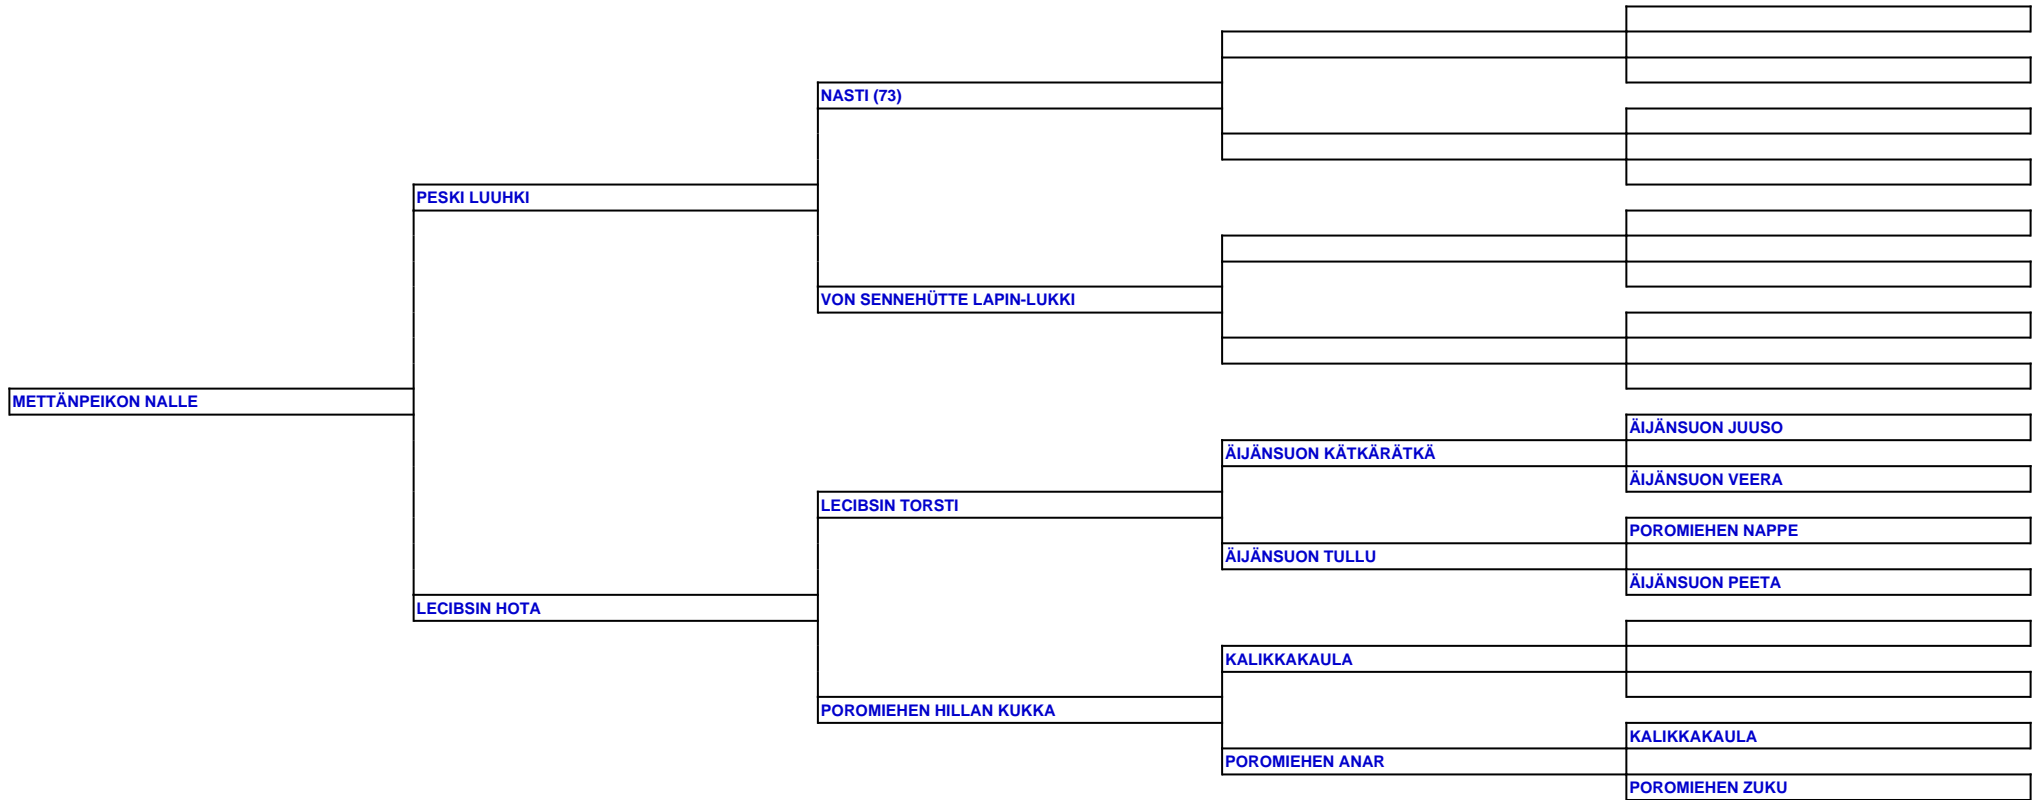 NASTI (73)
PESKI LUUHKI
VON SENNEHÜTTE LAPIN-LUKKI
METTÄNPEIKON NALLE
ÄIJÄNSUON JUUSO
ÄIJÄNSUON KÄTKÄRÄTKÄ
ÄIJÄNSUON VEERA
LECIBSIN TORSTI
POROMIEHEN NAPPE
ÄIJÄNSUON TULLU
ÄIJÄNSUON PEETA
LECIBSIN HOTA
KALIKKAKAULA
POROMIEHEN HILLAN KUKKA
KALIKKAKAULA
POROMIEHEN ANAR
POROMIEHEN ZUKU